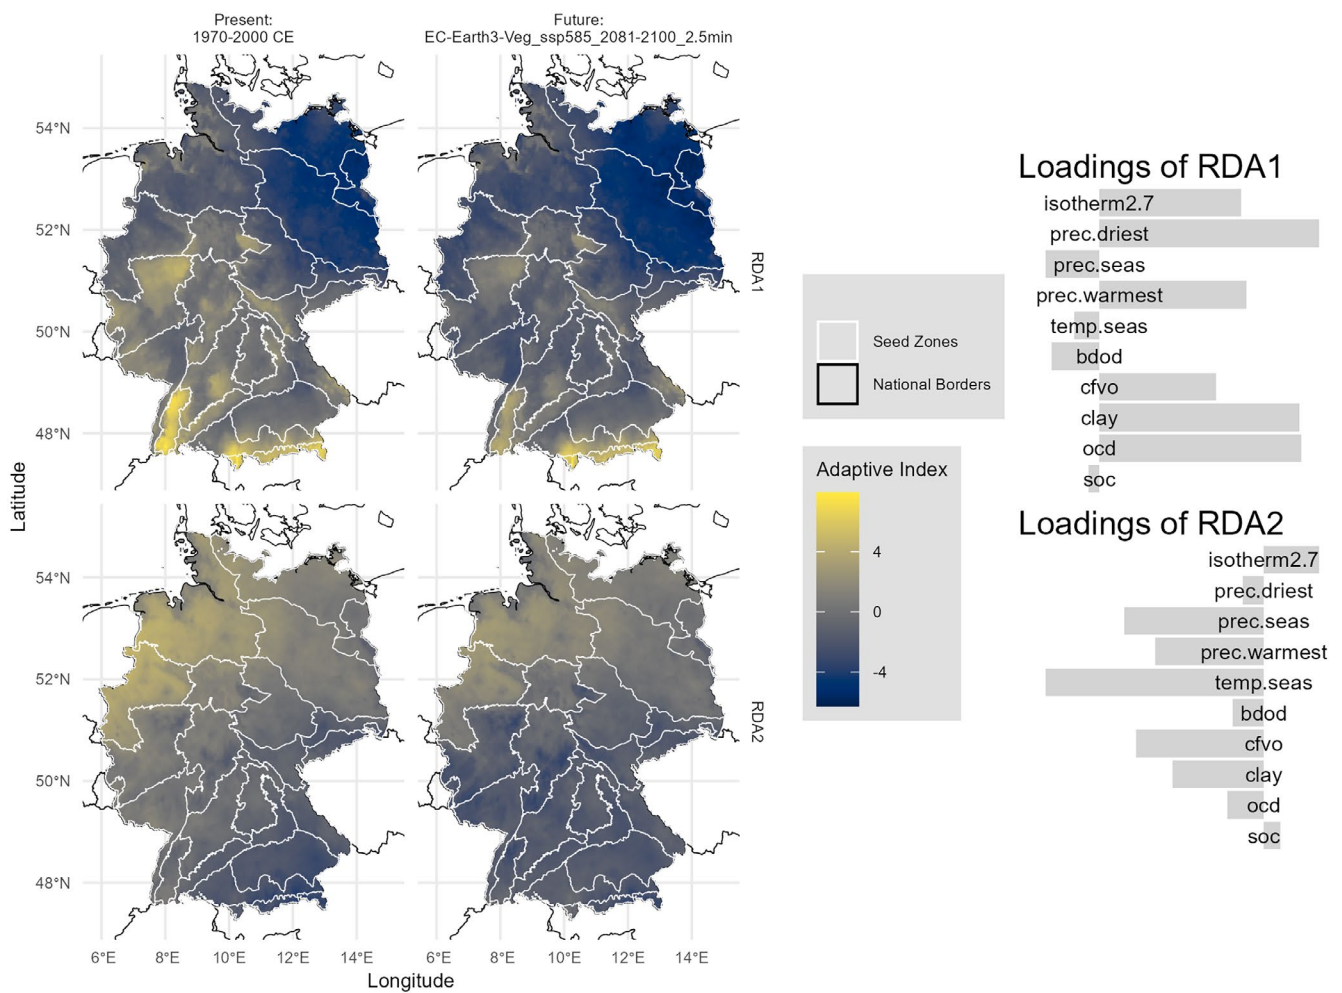 Present:
1970-2000 CE
Future:
EC-Earth3-Veg_ssp585_2081-2100_2.5min
54°N
52°N
50°N
48°N
RDA1
54°N
52°N
50°N
48°N
RDA2
6°E
8°E
10°E
12°E
14°E
6°E
8°E
10°E
12°E
14°E
Longitude
Latitude
Seed Zones
National Borders
Adaptive Index
4
0
-4
Loadings of RDA1
isotherm2.7
prec.driest
prec.seas
prec.warmest
temp.seas
bdod
cfvo
clay
ocd
soc
Loadings of RDA2
isotherm2.7
prec.driest
prec.seas
prec.warmest
temp.seas
bdod
cfvo
clay
ocd
soc